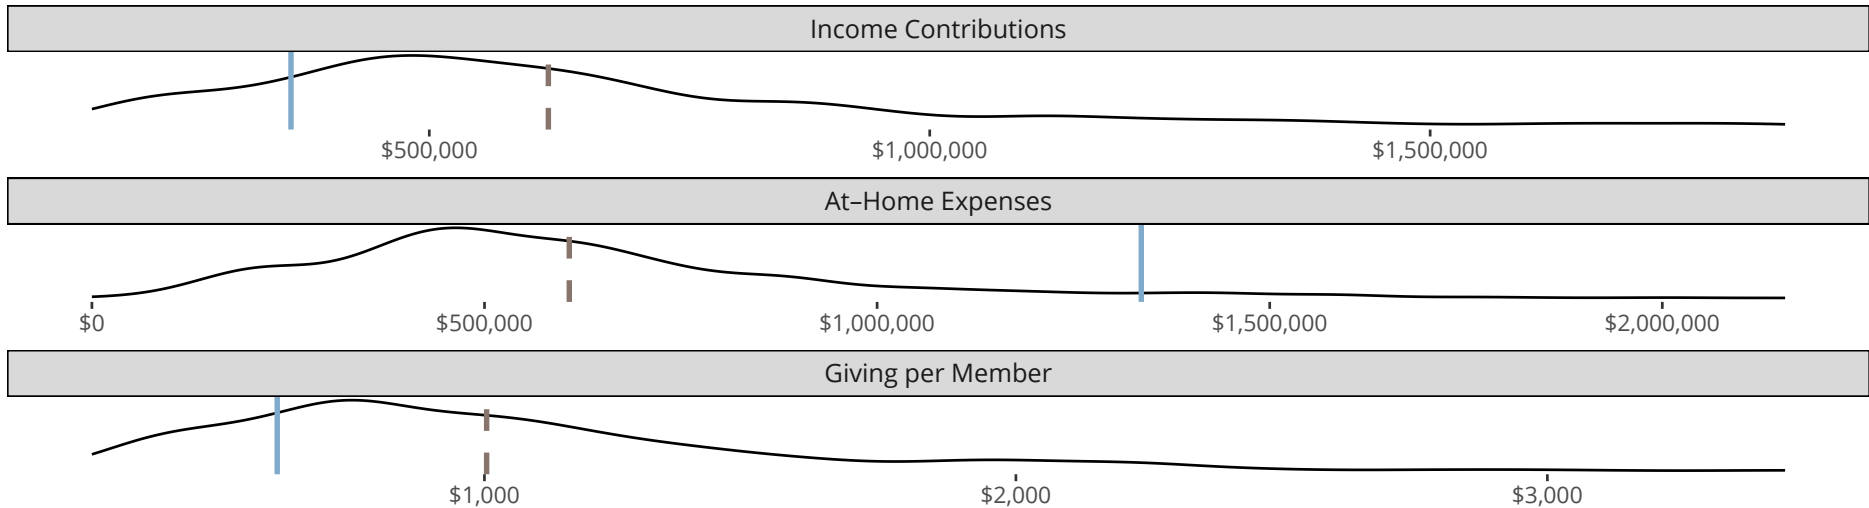 Income Contributions
$500,000 $1,000,000 $1,500,000
At–Home Expenses
$0 $500,000 $1,000,000 $1,500,000 $2,000,000
Giving per Member
$1,000 $2,000 $3,000